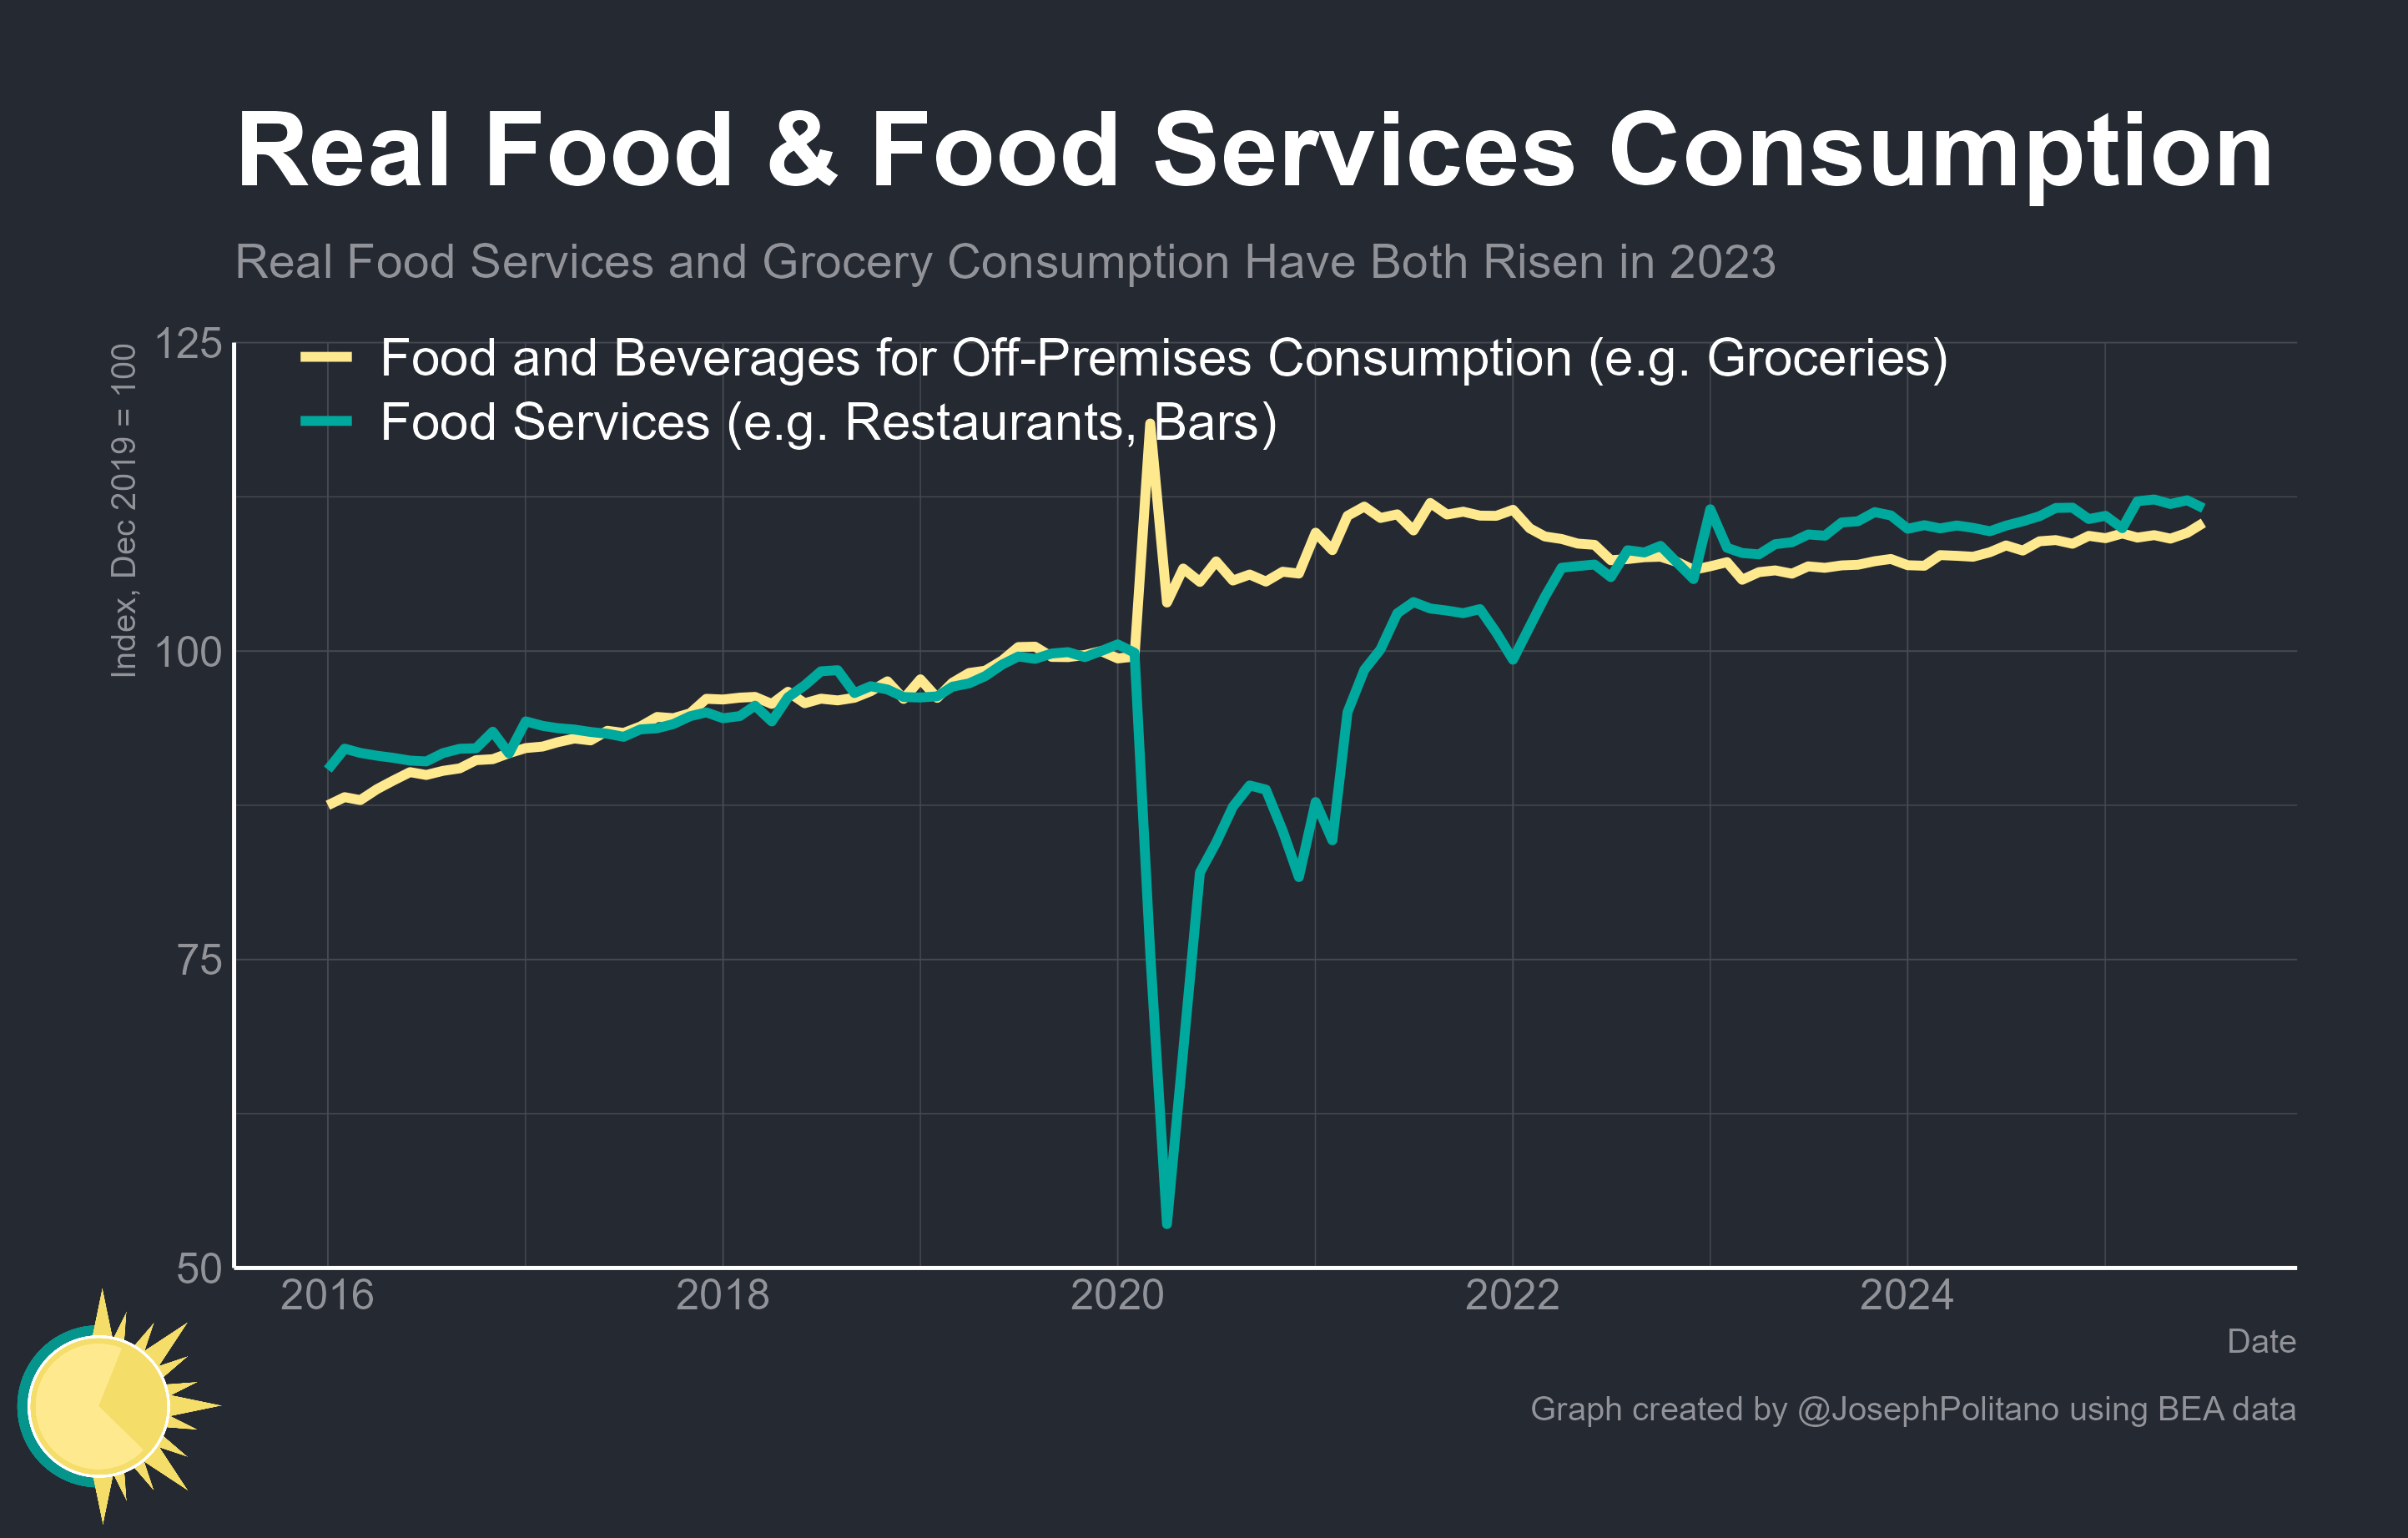 Real Food & Food Services Consumption
Real Food Services and Grocery Consumption Have Both Risen in 2023
Index, Dec 2019 = 100
125
100
75
50
Food and Beverages for Off-Premises Consumption (e.g. Groceries)
Food Services (e.g. Restaurants, Bars)
2016 2018 2020 2022 2024
Date
Graph created by @JosephPolitano using BEA data